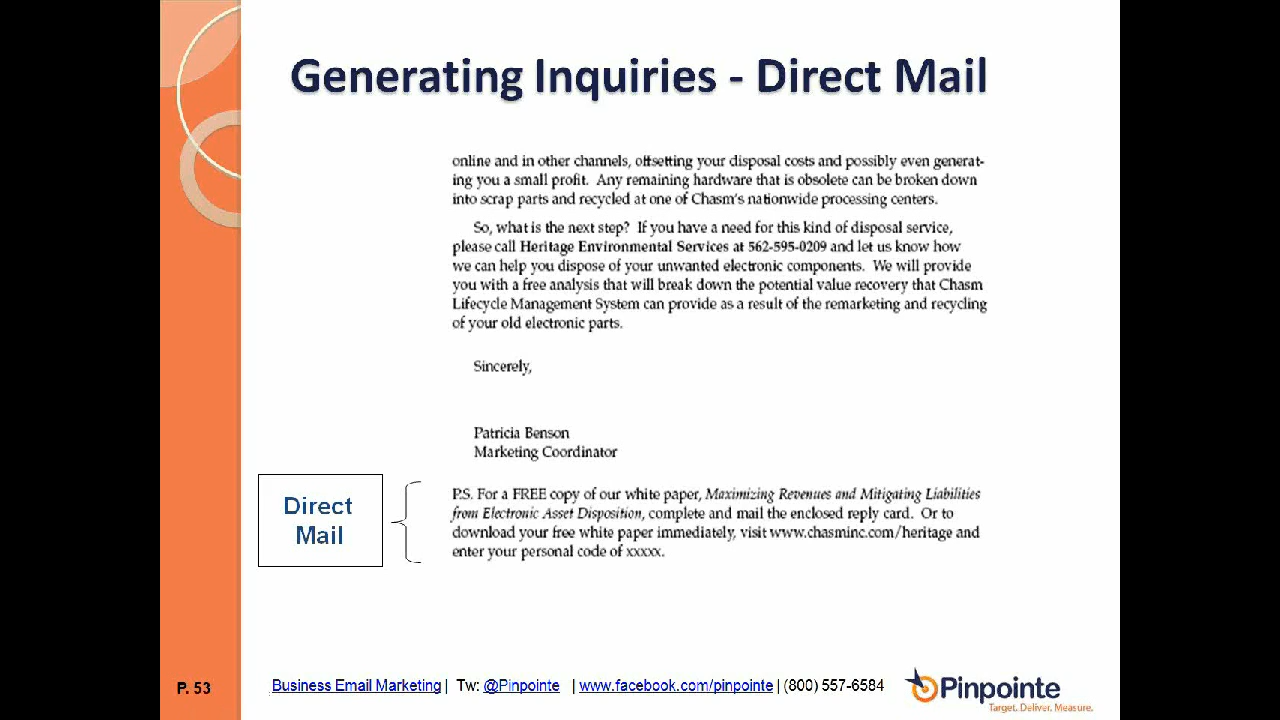 Generating Inquiries - Direct Mail
online and in other channels, offsetting your disposal costs and possibly even generat-
ing you a small profit. Any remaining hardware that is obsolete can be broken down
into scrap parts and recycled at one of Chasm's nationwide processing centers.
So, what is the next step? If you have a need for this kind of disposal service,
please call Heritage Environmental Services at 562-595-0209 and let us know how
we can help you dispose of your unwanted electronic components. We will provide
you with a free analysis that will break down the potential value recovery that Chasm
Lifecycle Management System can provide as a result of the remarketing and recycling
of your old electronic parts.
Sincerely,
Patricia Benson
Marketing Coordinator
Direct
Mail
P.S. For a FREE copy of our white paper, Maximizing Revenues and Mitigating Liabilities
from Electronic Asset Disposition, complete and mail the enclosed reply card. Or to
download your free white paper immediately, visit www.chasminc.com/heritage and
enter your personal code of xxxxx.
P. 53
Business Email Marketing | Tw: @Pinpointe | www.facebook.com/pinpointe | (800) 557-6584
Pinpointe
Target. Deliver. Measure.